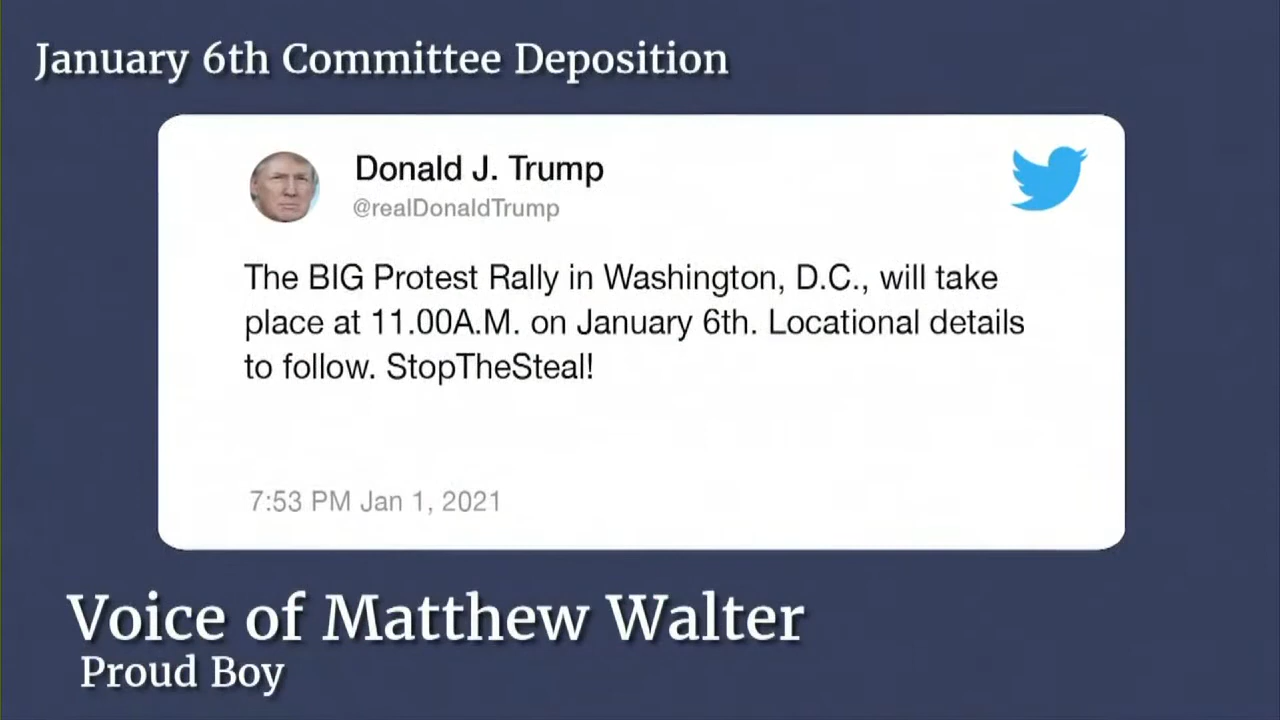 January 6th Committee Deposition
Donald J. Trump
@realDonaldTrump
The BIG Protest Rally in Washington, D.C., will take
place at 11.00A.M. on January 6th. Locational details
to follow. StopTheSteal!
7:53 PM Jan 1, 2021
Voice of Matthew Walter
Proud Boy